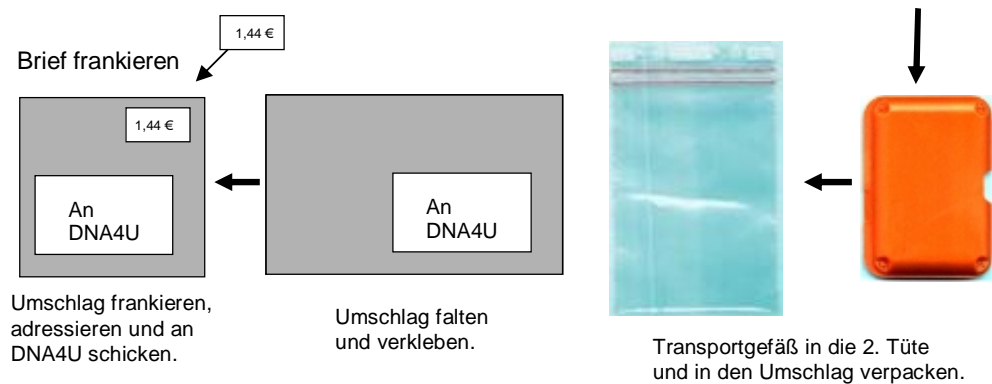 1,44 €
Brief frankieren
1,44 €
An
DNA4U
An
DNA4U
Umschlag frankieren,
adressieren und an
DNA4U schicken.
Umschlag falten
und verkleben.
Transportgefäß in die 2. Tüte
und in den Umschlag verpacken.